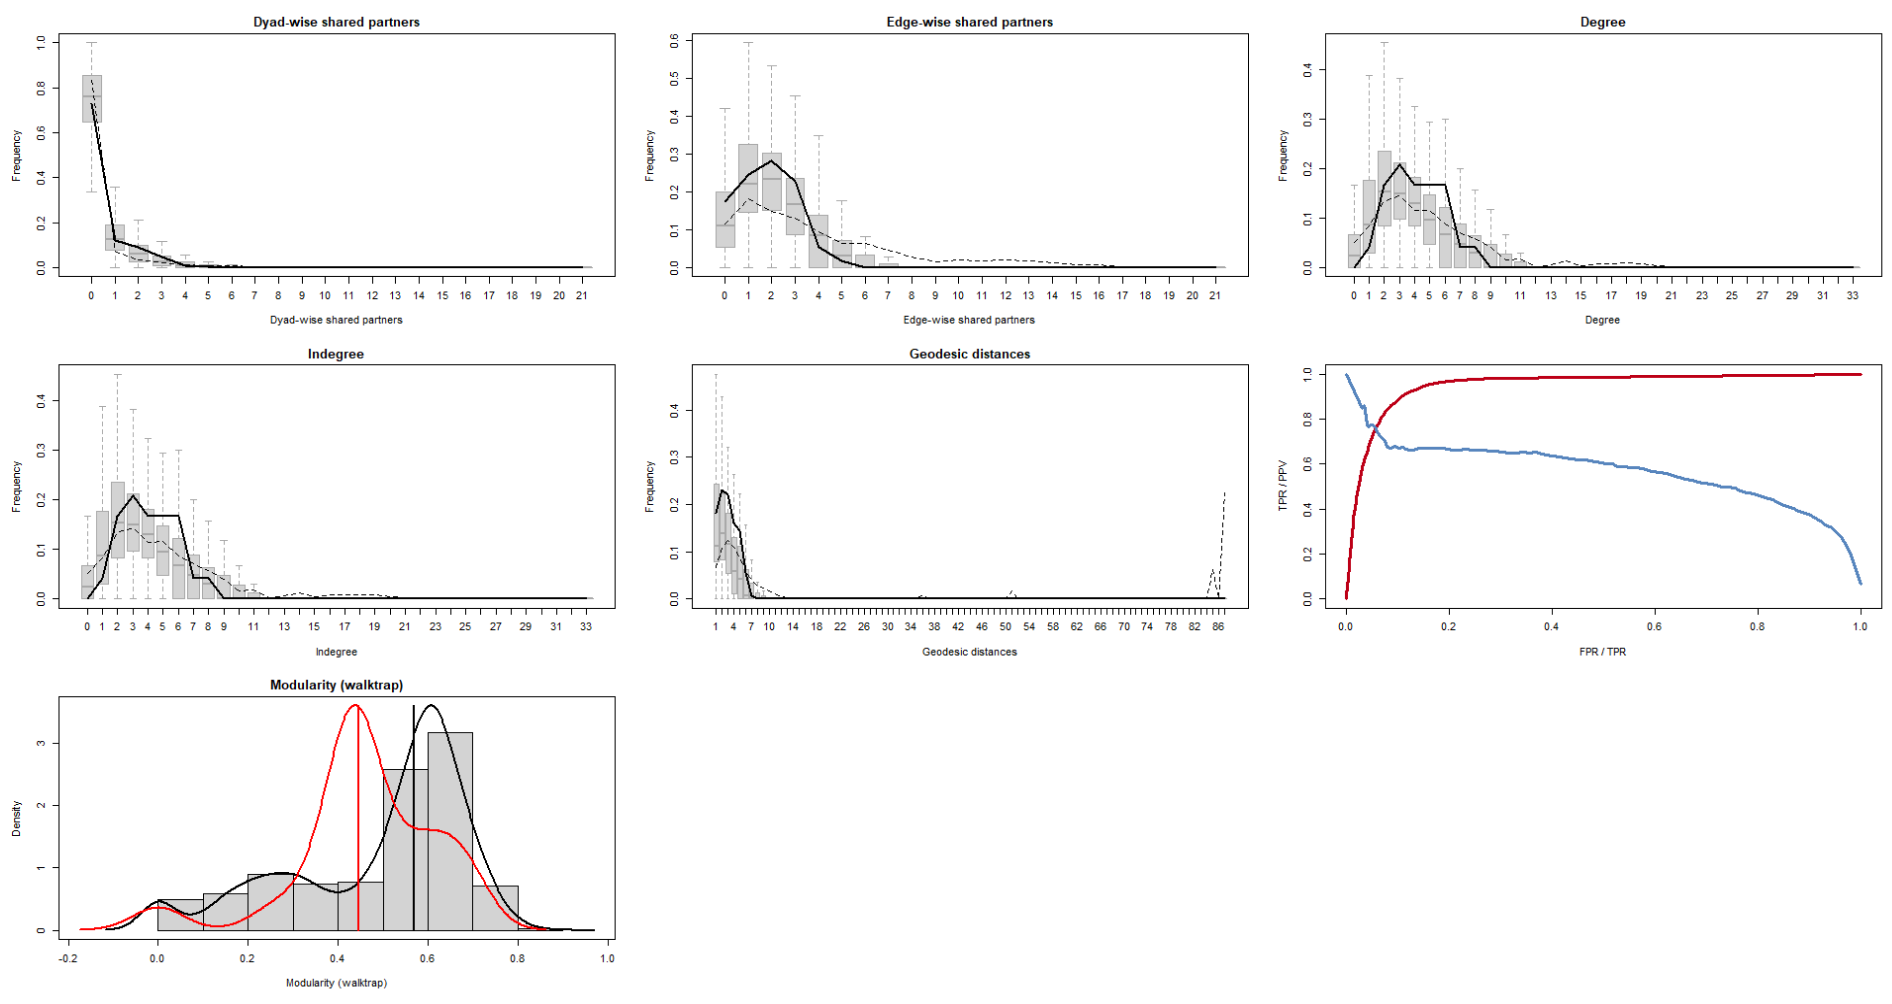 Dyad-wise shared partners
Frequency
0.0 0.2 0.4 0.6 0.8 1.0
0 1 2 3 4 5 6 7 8 9 10 11 12 13 14 15 16 17 18 19 20 21
Dyad-wise shared partners
Edge-wise shared partners
Frequency
0.0 0.1 0.2 0.3 0.4 0.5 0.6
0 1 2 3 4 5 6 7 8 9 10 11 12 13 14 15 16 17 18 19 20 21
Edge-wise shared partners
Degree
Frequency
0.0 0.1 0.2 0.3 0.4
0 1 2 3 4 5 6 7 8 9 11 13 15 17 19 21 23 25 27 29 31 33
Degree
Indegree
Frequency
0.0 0.1 0.2 0.3 0.4
0 1 2 3 4 5 6 7 8 9 11 13 15 17 19 21 23 25 27 29 31 33
Indegree
Geodesic distances
Frequency
0.0 0.1 0.2 0.3 0.4
1 4 7 10 14 18 22 26 30 34 38 42 46 50 54 58 62 66 70 74 78 82 86
Geodesic distances
TPR / PPV
0.0 0.2 0.4 0.6 0.8 1.0
0.0 0.2 0.4 0.6 0.8 1.0
FPR / TPR
Modularity (walktrap)
Density
0 1 2 3
-0.2 0.0 0.2 0.4 0.6 0.8 1.0
Modularity (walktrap)